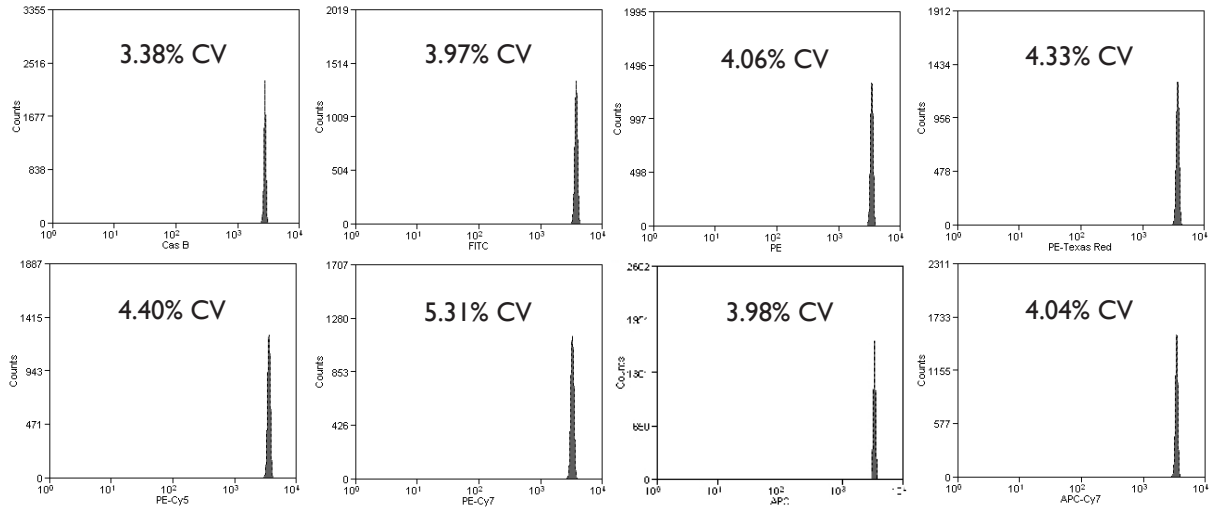 3355
2516
1677
838
0
Counts
3.38% CV
10⁰ 10¹ 10² 10³ 10⁴
Cas B
2019
1514
1009
504
0
Counts
3.97% CV
10⁰ 10¹ 10² 10³ 10⁴
FITC
1995
1496
997
498
0
Counts
4.06% CV
10⁰ 10¹ 10² 10³ 10⁴
PE
1912
1434
956
478
0
Counts
4.33% CV
10⁰ 10¹ 10² 10³ 10⁴
PE-Texas Red
1887
1415
943
471
0
Counts
4.40% CV
10⁰ 10¹ 10² 10³ 10⁴
PE-Cy5
1707
1280
853
426
0
Counts
5.31% CV
10⁰ 10¹ 10² 10³ 10⁴
PE-Cy7
0
Counts
3.98% CV
10⁰ 10¹ 10² 10³
APC
2311
1733
1155
577
0
Counts
4.04% CV
10⁰ 10¹ 10² 10³ 10⁴
APC-Cy7